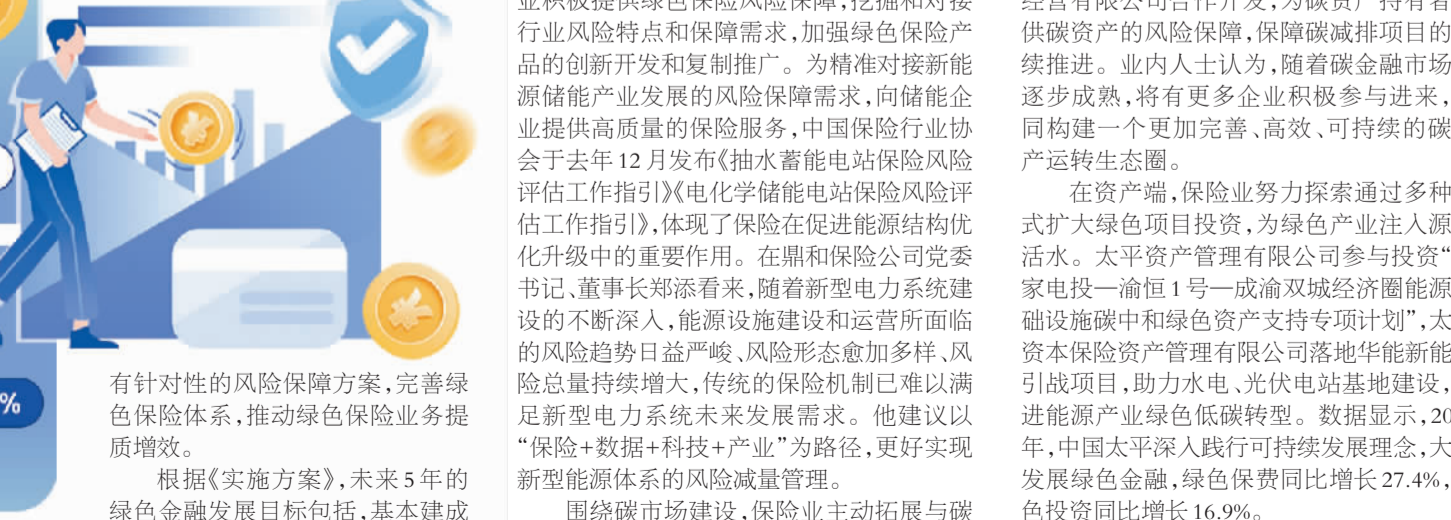 %
有针对性的风险保障方案,完善绿
色保险体系,推动绿色保险业务提
质增效。
根据《实施方案》,未来5年的
绿色金融发展目标包括,基本建成
业积极提供绿色保险风险保障,挖掘和对接
行业风险特点和保障需求,加强绿色保险产
品的创新开发和复制推广。为精准对接新能
源储能产业发展的风险保障需求,向储能企
业提供高质量的保险服务,中国保险行业协
会于去年12月发布《抽水蓄能电站保险风险
评估工作指引》《电化学储能电站保险风险评
估工作指引》,体现了保险在促进能源结构优
化升级中的重要作用。在鼎和保险公司党委
书记、董事长郑添看来,随着新型电力系统建
设的不断深入,能源设施建设和运营所面临
的风险趋势日益严峻、风险形态愈加多样、风
险总量持续增大,传统的保险机制已难以满
足新型电力系统未来发展需求。他建议以
“保险+数据+科技+产业”为路径,更好实现
新型能源体系的风险减量管理。
围绕碳市场建设,保险业主动拓展与碳
经营有限公司合作开发,为碳资产持有者
供碳资产的风险保障,保障碳减排项目的
续推进。业内人士认为,随着碳金融市场
逐步成熟,将有更多企业积极参与进来,
同构建一个更加完善、高效、可持续的碳
产运转生态圈。
在资产端,保险业努力探索通过多种
式扩大绿色项目投资,为绿色产业注入源
活水。太平资产管理有限公司参与投资“
家电投—渝恒1号—成渝双城经济圈能源
础设施碳中和绿色资产支持专项计划”,太
资本保险资产管理有限公司落地华能新能
引战项目,助力水电、光伏电站基地建设,
进能源产业绿色低碳转型。数据显示,20
年,中国太平深入践行可持续发展理念,大
发展绿色金融,绿色保费同比增长27.4%,
色投资同比增长16.9%。